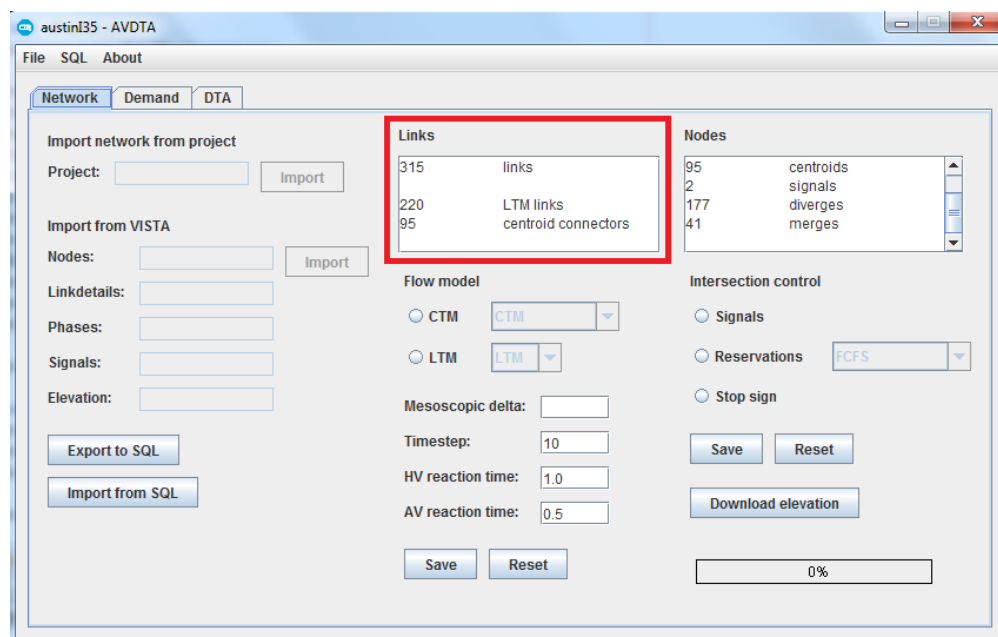 austinI35 - AVDTA
File SQL About
Network Demand DTA
Import network from project
Project:
Import
Import from VISTA
Nodes:
Import
Linkdetails:
Phases:
Signals:
Elevation:
Export to SQL
Import from SQL
Links
315 links
220 LTM links
95 centroid connectors
Flow model
CTM CTM
LTM LTM
Mesoscopic delta:
Timestep: 10
HV reaction time: 1.0
AV reaction time: 0.5
Save Reset
Nodes
95 centroids
2 signals
177 diverges
41 merges
Intersection control
Signals
Reservations FCFS
Stop sign
Save Reset
Download elevation
0%